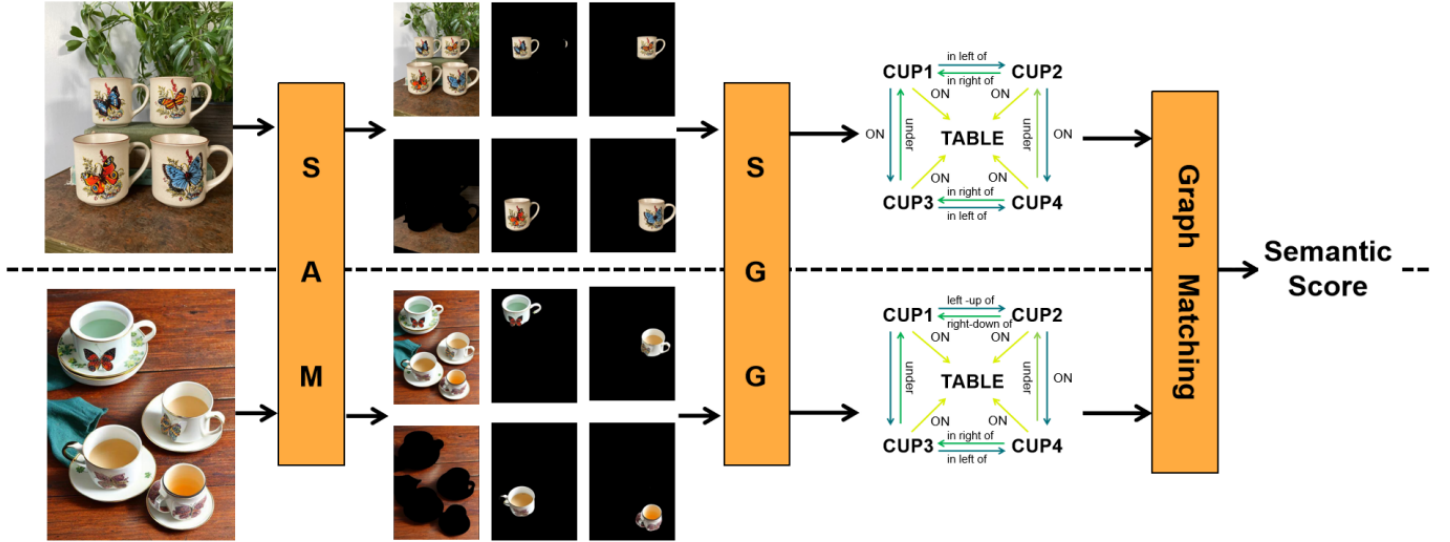 S
A
M
S
G
G
in left of
CUP1 CUP2
in right of
ON ON
ON under TABLE under ON
ON ON
in right of
CUP3 CUP4
in left of
Graph Matching
Semantic
Score
left -up of
CUP1 CUP2
right-down of
ON ON
under TABLE under ON
ON ON
in right of
CUP3 CUP4
in left of